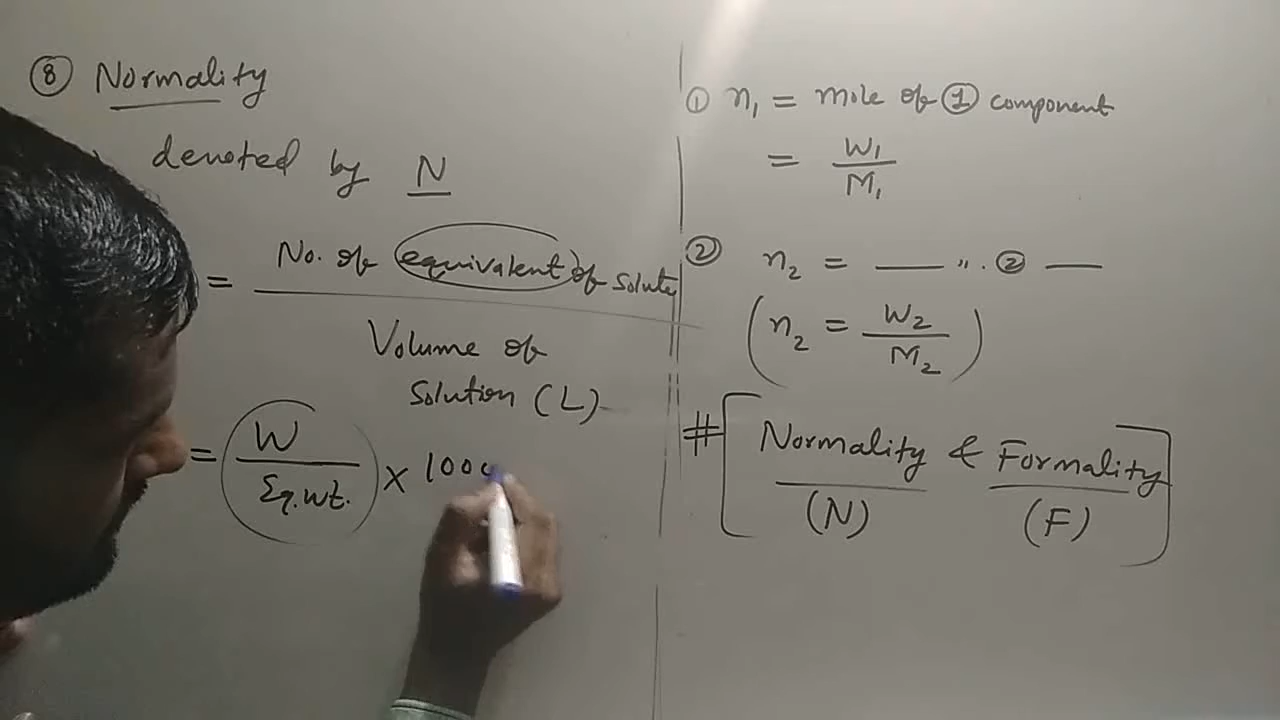 ⑧ Normality
denoted by N
= No. of equivalent of solute
Volume of
Solution (L)
= W
Eq.wt. × 100
① n₁ = mole of ① component
= W₁
M₁
② n₂ = — ,, . ② —
(n₂ = W₂
M₂)
# [Normality & Formality]
(N) (F)